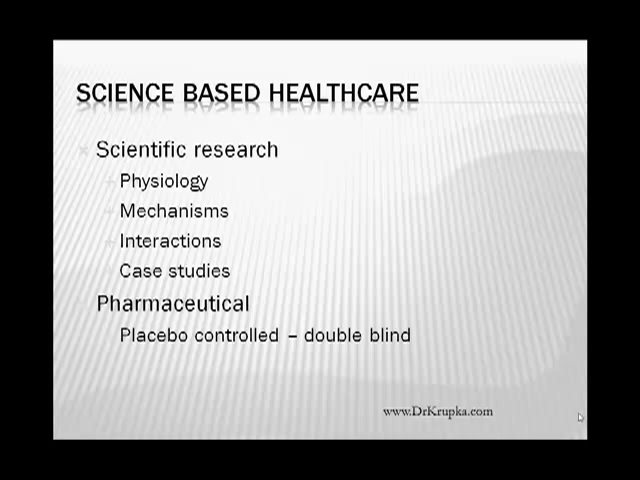 SCIENCE BASED HEALTHCARE
Scientific research
Physiology
Mechanisms
Interactions
Case studies
Pharmaceutical
Placebo controlled – double blind
www.DrKrupka.com